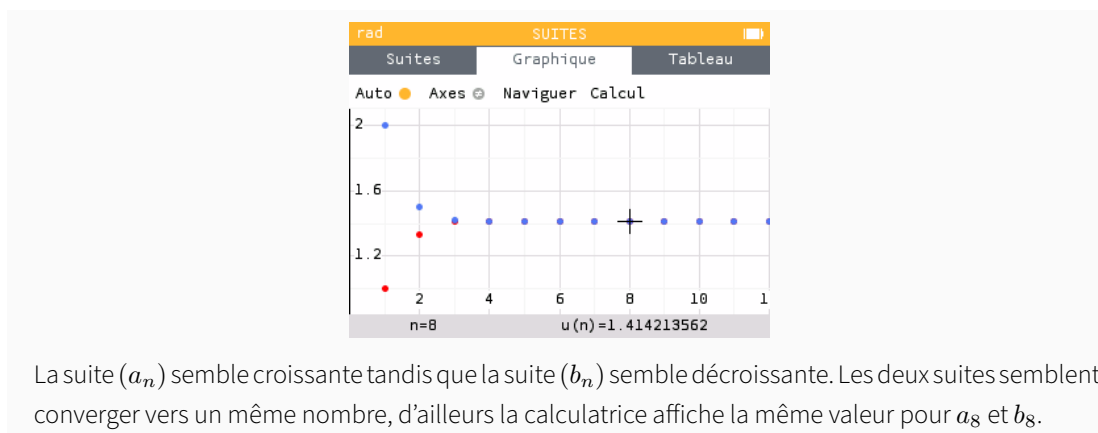 rad SUITES
Suites Graphique Tableau
Auto Axes Naviguer Calcul
2
1.6
1.2
2 4 6 8 10 1
n=8 u(n)=1.414213562
La suite (aₙ) semble croissante tandis que la suite (bₙ) semble décroissante. Les deux suites semblent
converger vers un même nombre, d'ailleurs la calculatrice affiche la même valeur pour a₈ et b₈.